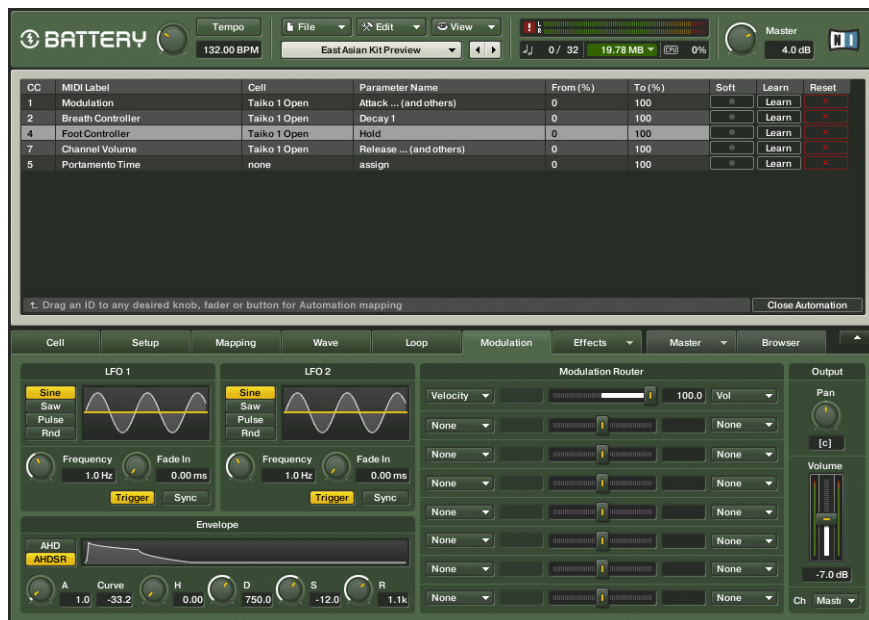 BATTERY Tempo File Edit View L R Master NI
132.00 BPM East Asian Kit Preview 0 / 32 19.78 MB CPU 0% 4.0 dB
CC MIDI Label Cell Parameter Name From (%) To (%) Soft Learn Reset
1 Modulation Taiko 1 Open Attack ... (and others) 0 100 Learn
2 Breath Controller Taiko 1 Open Decay 1 0 100 Learn
4 Foot Controller Taiko 1 Open Hold 0 100 Learn
7 Channel Volume Taiko 1 Open Release ... (and others) 0 100 Learn
5 Portamento Time none assign 0 100 Learn
Drag an ID to any desired knob, fader or button for Automation mapping Close Automation
Cell Setup Mapping Wave Loop Modulation Effects Master Browser
LFO 1
Sine
Saw
Pulse
Rnd
Frequency Fade In
1.0 Hz 0.00 ms
Trigger Sync
LFO 2
Sine
Saw
Pulse
Rnd
Frequency Fade In
1.0 Hz 0.00 ms
Trigger Sync
Envelope
AHD
AHDSR
A Curve H D S R
1.0 -33.2 0.00 750.0 -12.0 1.1k
Modulation Router
Velocity 100.0 Vol
None None
None None
None None
None None
None None
None None
None None
Output
Pan
[c]
Volume
-7.0 dB
Ch Mast